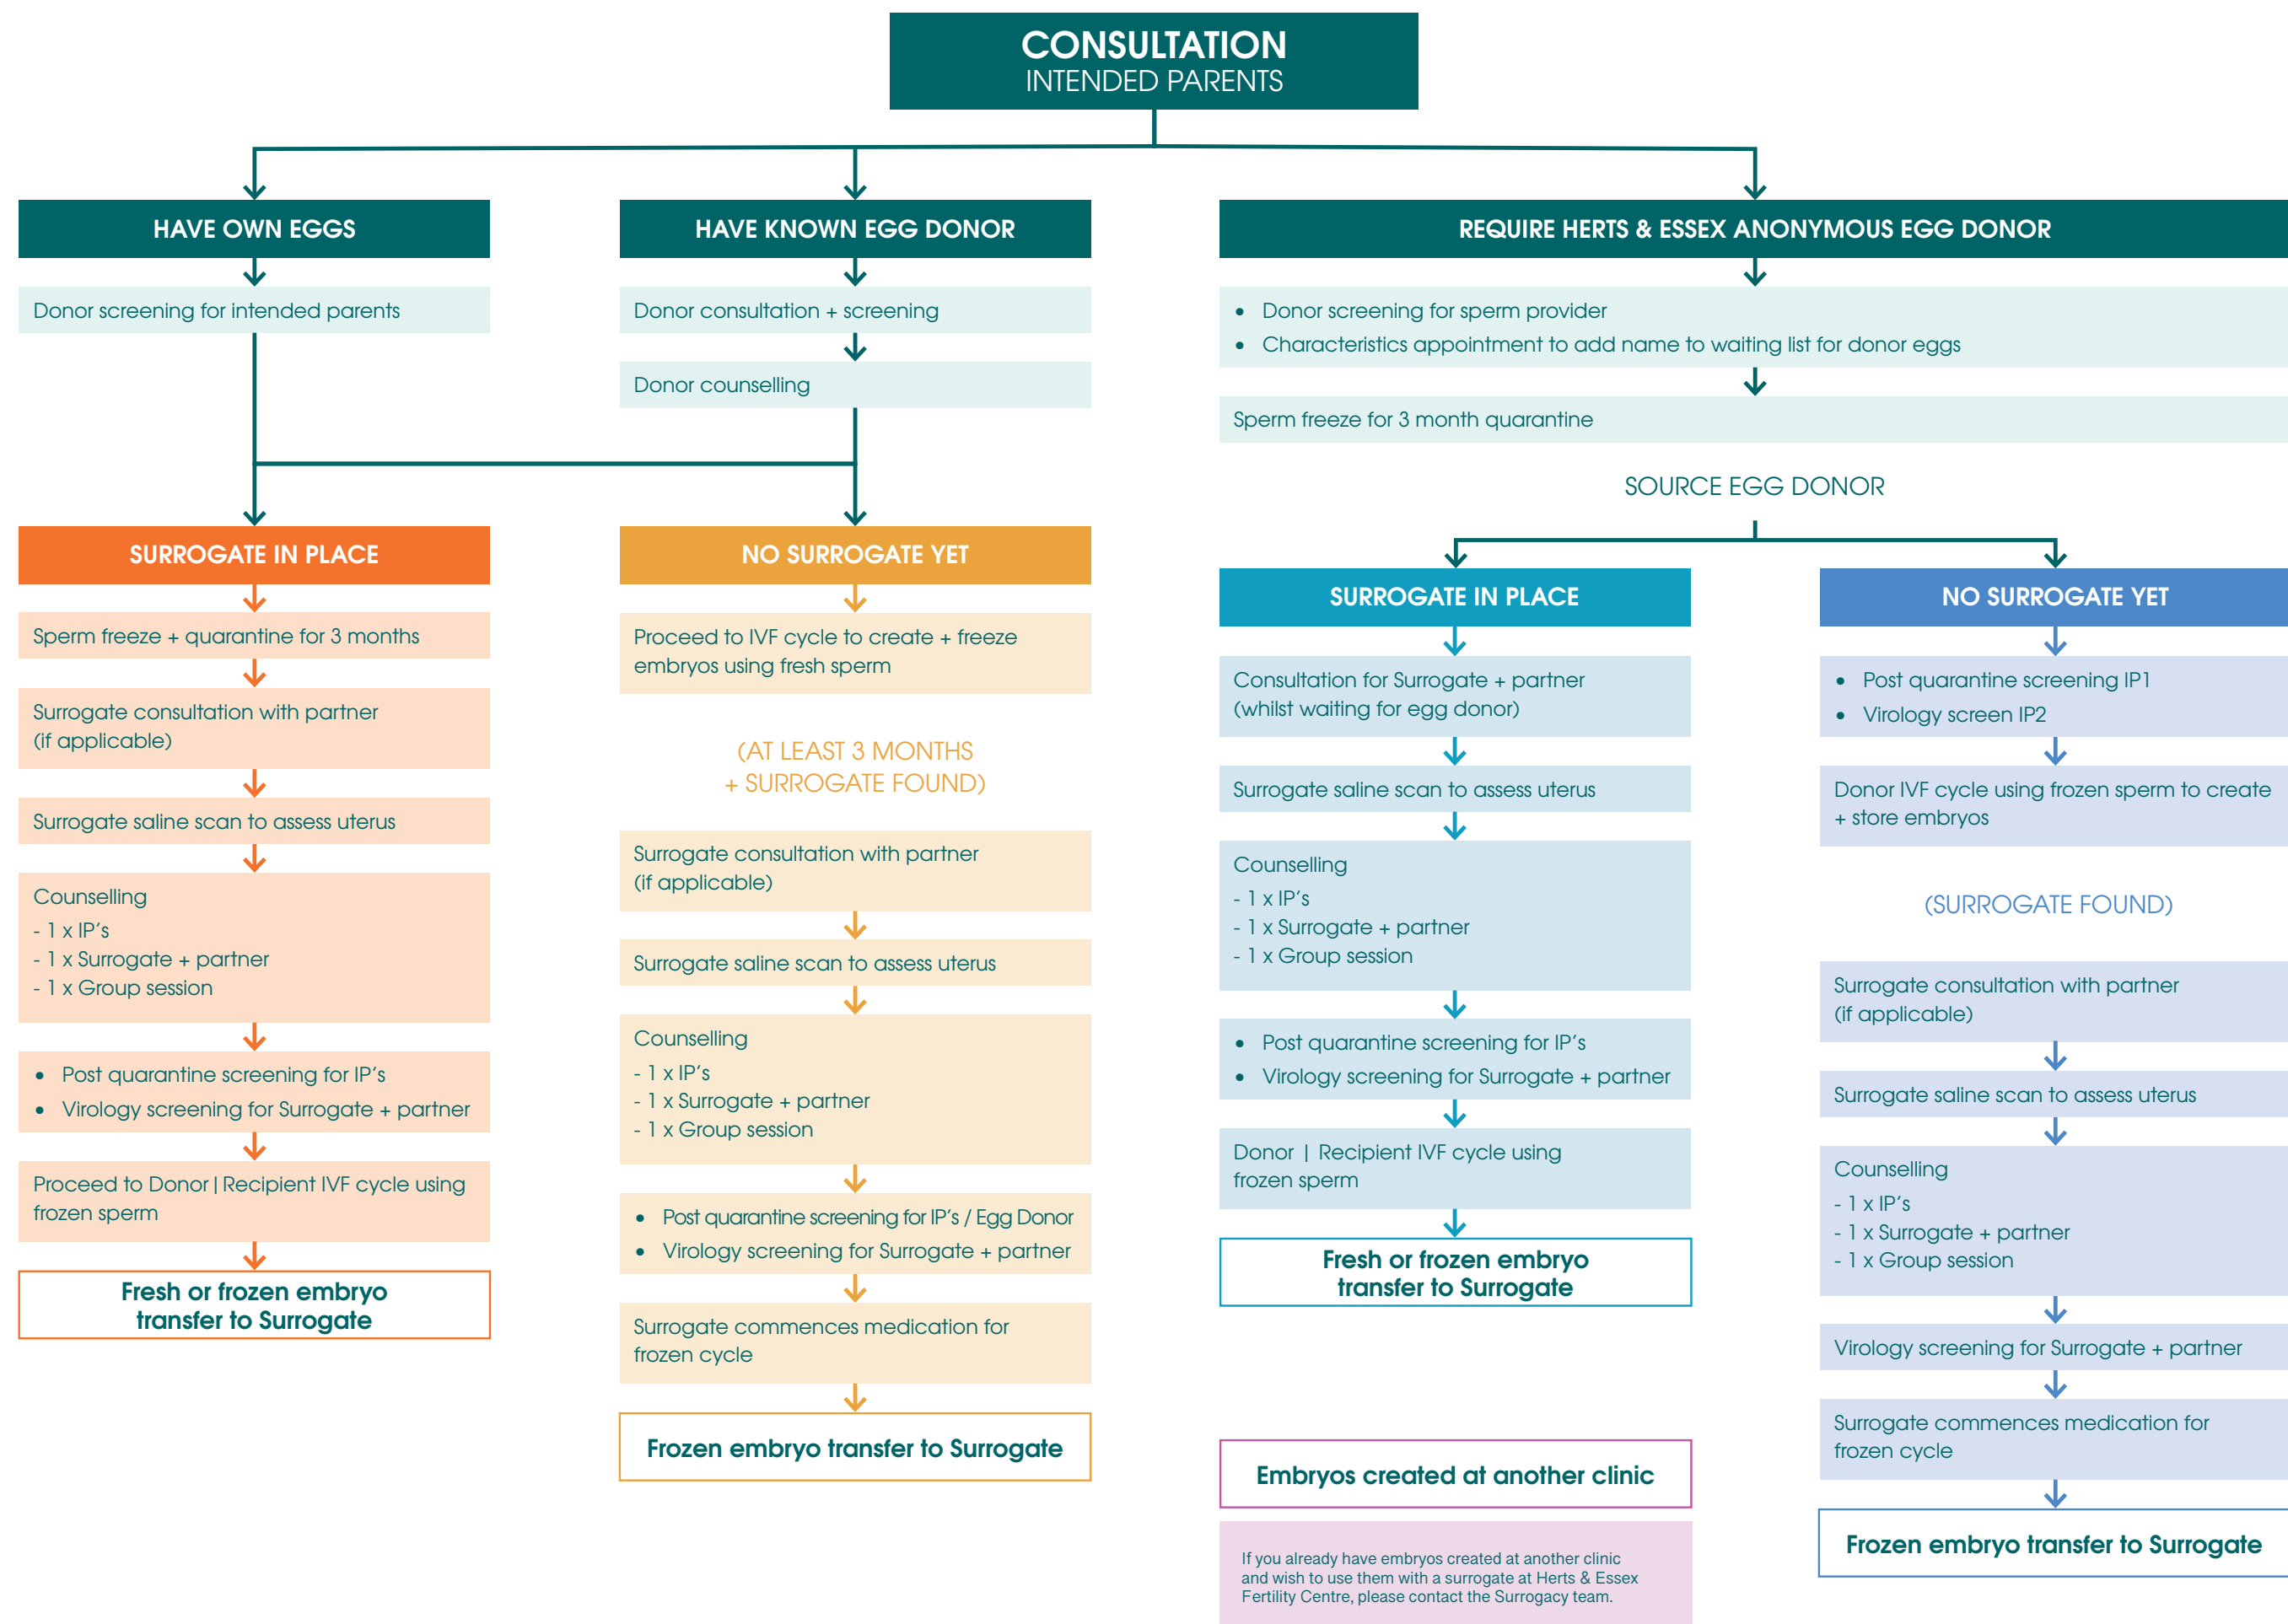 CONSULTATION
INTENDED PARENTS
HAVE OWN EGGS
Donor screening for intended parents
HAVE KNOWN EGG DONOR
Donor consultation + screening
Donor counselling
REQUIRE HERTS & ESSEX ANONYMOUS EGG DONOR
• Donor screening for sperm provider
• Characteristics appointment to add name to waiting list for donor eggs
Sperm freeze for 3 month quarantine
SOURCE EGG DONOR
SURROGATE IN PLACE
Sperm freeze + quarantine for 3 months
Surrogate consultation with partner
(if applicable)
Surrogate saline scan to assess uterus
Counselling
- 1 x IP's
- 1 x Surrogate + partner
- 1 x Group session
• Post quarantine screening for IP's
• Virology screening for Surrogate + partner
Proceed to Donor | Recipient IVF cycle using
frozen sperm
Fresh or frozen embryo
transfer to Surrogate
NO SURROGATE YET
Proceed to IVF cycle to create + freeze
embryos using fresh sperm
(AT LEAST 3 MONTHS
+ SURROGATE FOUND)
Surrogate consultation with partner
(if applicable)
Surrogate saline scan to assess uterus
Counselling
- 1 x IP's
- 1 x Surrogate + partner
- 1 x Group session
• Post quarantine screening for IP's / Egg Donor
• Virology screening for Surrogate + partner
Surrogate commences medication for
frozen cycle
Frozen embryo transfer to Surrogate
SURROGATE IN PLACE
Consultation for Surrogate + partner
(whilst waiting for egg donor)
Surrogate saline scan to assess uterus
Counselling
- 1 x IP's
- 1 x Surrogate + partner
- 1 x Group session
• Post quarantine screening for IP's
• Virology screening for Surrogate + partner
Donor | Recipient IVF cycle using
frozen sperm
Fresh or frozen embryo
transfer to Surrogate
Embryos created at another clinic
If you already have embryos created at another clinic
and wish to use them with a surrogate at Herts & Essex
Fertility Centre, please contact the Surrogacy team.
NO SURROGATE YET
• Post quarantine screening IP1
• Virology screen IP2
Donor IVF cycle using frozen sperm to create
+ store embryos
(SURROGATE FOUND)
Surrogate consultation with partner
(if applicable)
Surrogate saline scan to assess uterus
Counselling
- 1 x IP's
- 1 x Surrogate + partner
- 1 x Group session
Virology screening for Surrogate + partner
Surrogate commences medication for
frozen cycle
Frozen embryo transfer to Surrogate